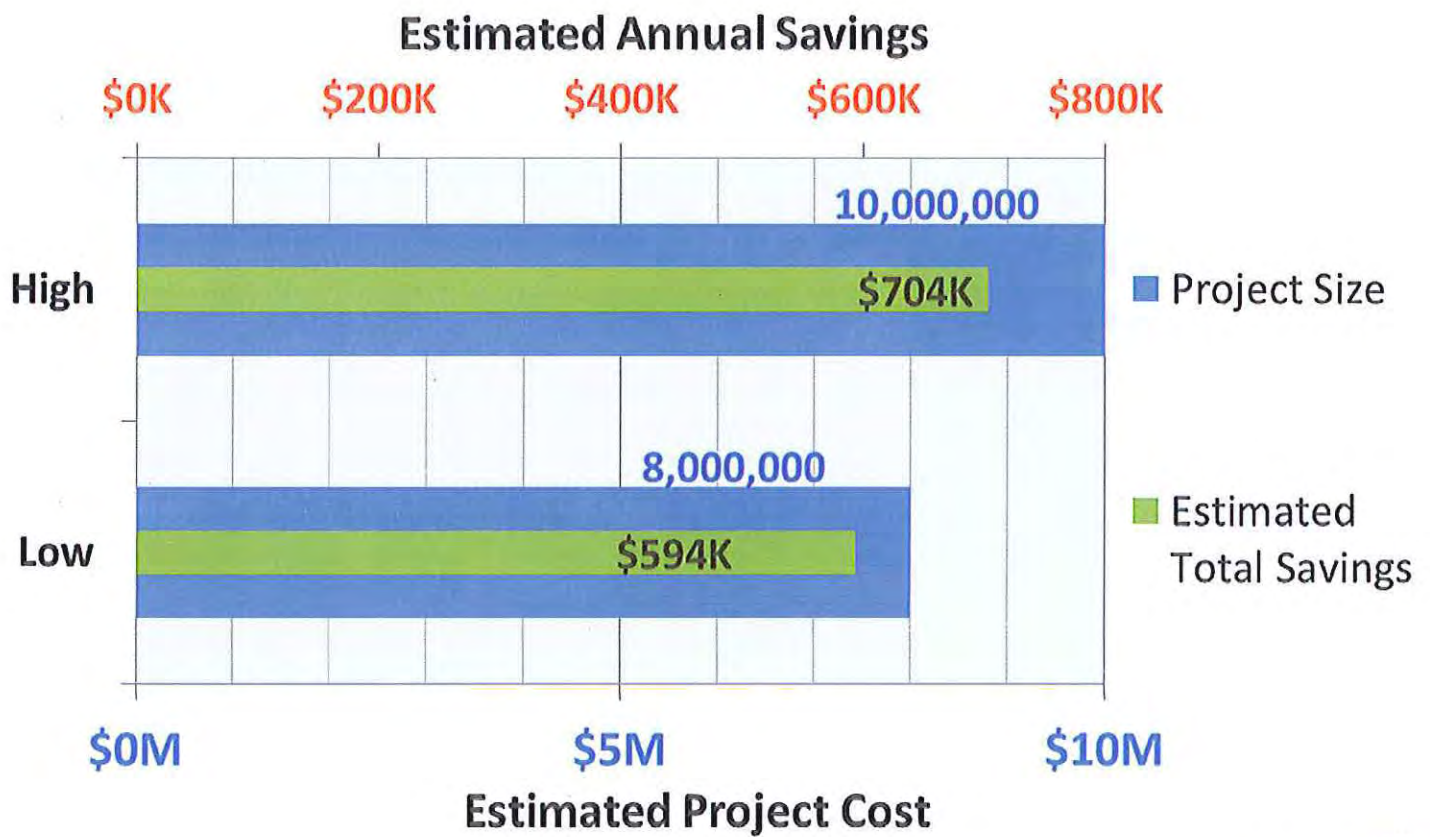 Estimated Annual Savings
$0K $200K $400K $600K $800K
10,000,000
High
$704K
Project Size
8,000,000
Low
$594K
Estimated
Total Savings
$0M $5M $10M
Estimated Project Cost